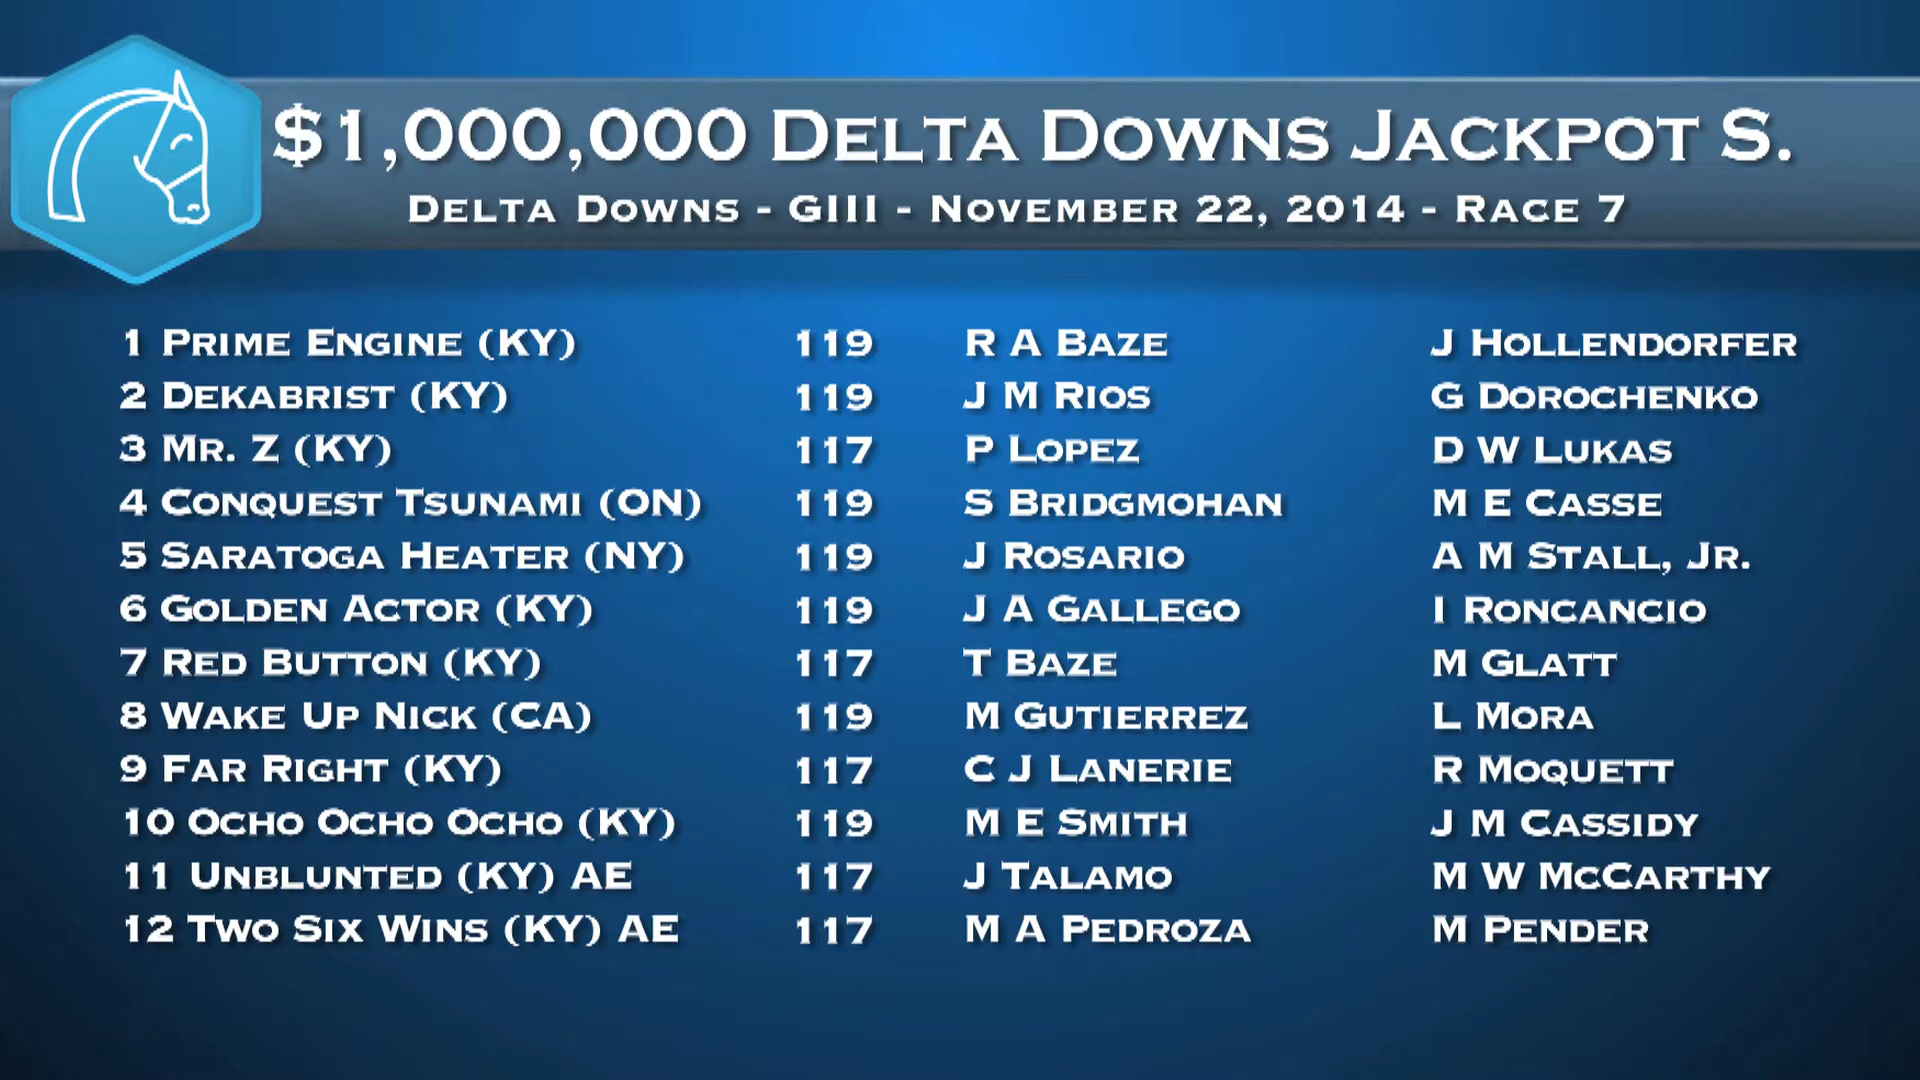 $1,000,000 Delta Downs Jackpot S.
Delta Downs - GIII - November 22, 2014 - Race 7
1 Prime Engine (KY) 119 R A Baze J Hollendorfer
2 Dekabrist (KY) 119 J M Rios G Dorochenko
3 Mr. Z (KY) 117 P Lopez D W Lukas
4 Conquest Tsunami (ON) 119 S Bridgmohan M E Casse
5 Saratoga Heater (NY) 119 J Rosario A M Stall, Jr.
6 Golden Actor (KY) 119 J A Gallego I Roncancio
7 Red Button (KY) 117 T Baze M Glatt
8 Wake Up Nick (CA) 119 M Gutierrez L Mora
9 Far Right (KY) 117 C J Lanerie R Moquett
10 Ocho Ocho Ocho (KY) 119 M E Smith J M Cassidy
11 Unblunted (KY) AE 117 J Talamo M W McCarthy
12 Two Six Wins (KY) AE 117 M A Pedroza M Pender